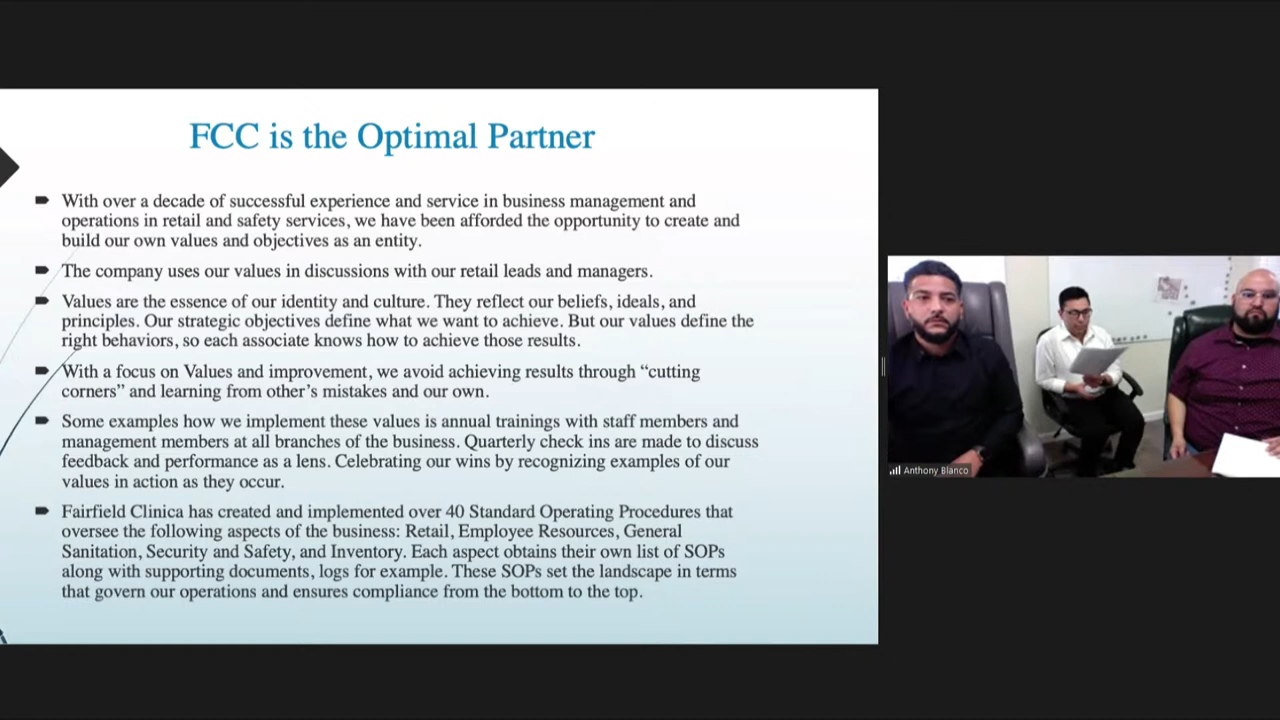 FCC is the Optimal Partner
With over a decade of successful experience and service in business management and
operations in retail and safety services, we have been afforded the opportunity to create and
build our own values and objectives as an entity.
The company uses our values in discussions with our retail leads and managers.
Values are the essence of our identity and culture. They reflect our beliefs, ideals, and
principles. Our strategic objectives define what we want to achieve. But our values define the
right behaviors, so each associate knows how to achieve those results.
With a focus on Values and improvement, we avoid achieving results through “cutting
corners” and learning from other’s mistakes and our own.
Some examples how we implement these values is annual trainings with staff members and
management members at all branches of the business. Quarterly check ins are made to discuss
feedback and performance as a lens. Celebrating our wins by recognizing examples of our
values in action as they occur.
Fairfield Clinica has created and implemented over 40 Standard Operating Procedures that
oversee the following aspects of the business: Retail, Employee Resources, General
Sanitation, Security and Safety, and Inventory. Each aspect obtains their own list of SOPs
along with supporting documents, logs for example. These SOPs set the landscape in terms
that govern our operations and ensures compliance from the bottom to the top.
Anthony Blanco